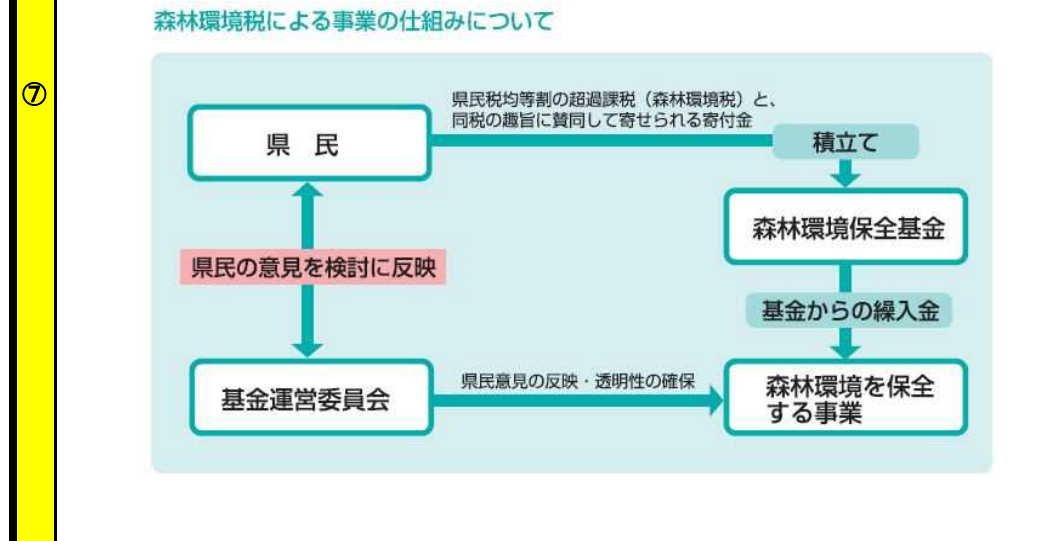 森林環境税による事業の仕組みについて
⑦
県民税均等割の超過課税（森林環境税）と、
同税の趣旨に賛同して寄せられる寄付金
県　民
積立て
森林環境保全基金
県民の意見を検討に反映
基金からの繰入金
基金運営委員会
県民意見の反映・透明性の確保
森林環境を保全
する事業